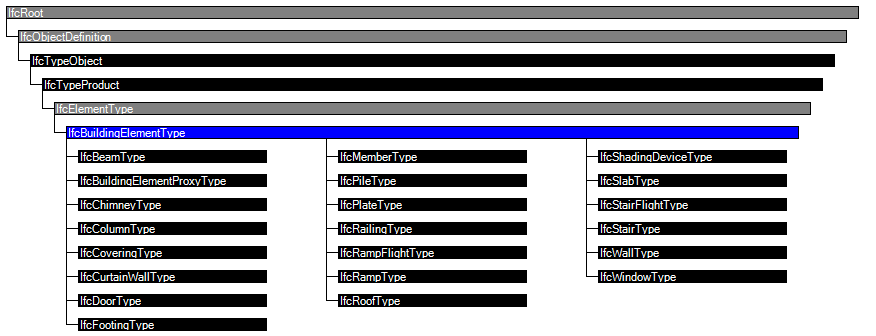 IfcRoot
IfcObjectDefinition
IfcTypeObject
IfcTypeProduct
IfcElementType
IfcBuildingElementType
IfcBeamType
IfcBuildingElementProxyType
IfcChimneyType
IfcColumnType
IfcCoveringType
IfcCurtainWallType
IfcDoorType
IfcFootingType
IfcMemberType
IfcPileType
IfcPlateType
IfcRailingType
IfcRampFlightType
IfcRampType
IfcRoofType
IfcShadingDeviceType
IfcSlabType
IfcStairFlightType
IfcStairType
IfcWallType
IfcWindowType